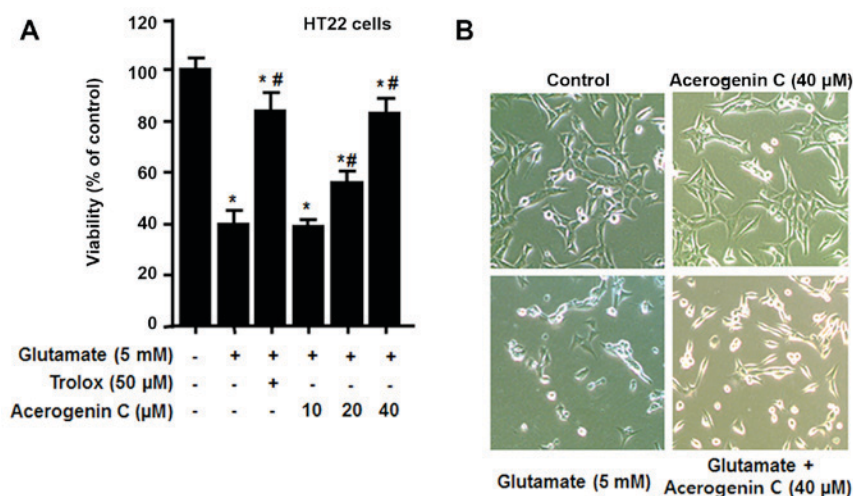 A
HT22 cells
Viability (% of control)
120
100
80
60
40
20
0
*
* #
*
*#
*#
Glutamate (5 mM) - + + + + +
Trolox (50 µM) - - + - - -
Acerogenin C (µM) - - - 10 20 40
B
Control
Acerogenin C (40 µM)
Glutamate (5 mM)
Glutamate +
Acerogenin C (40 µM)